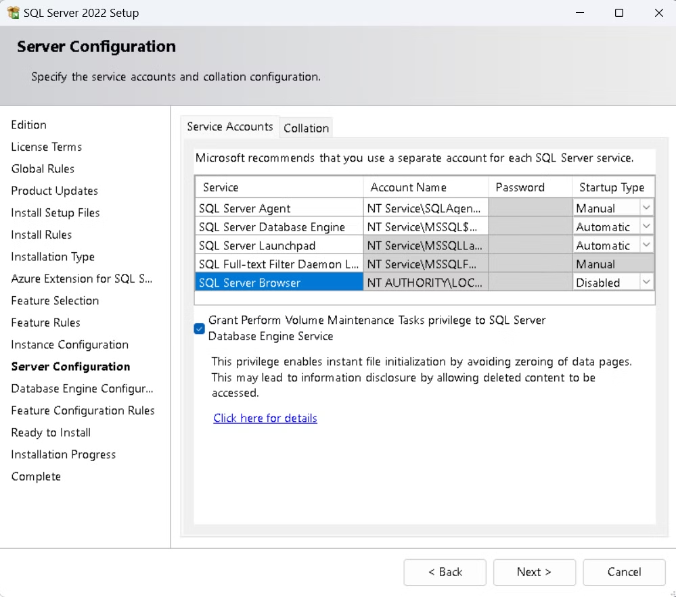 SQL Server 2022 Setup
Server Configuration
Specify the service accounts and collation configuration.
Edition
License Terms
Global Rules
Product Updates
Install Setup Files
Install Rules
Installation Type
Azure Extension for SQL S...
Feature Selection
Feature Rules
Instance Configuration
Server Configuration
Database Engine Configur...
Feature Configuration Rules
Ready to Install
Installation Progress
Complete
Service Accounts Collation
Microsoft recommends that you use a separate account for each SQL Server service.
Service Account Name Password Startup Type
SQL Server Agent NT Service\SQLAgen... Manual
SQL Server Database Engine NT Service\MSSQL$... Automatic
SQL Server Launchpad NT Service\MSSQLLa... Automatic
SQL Full-text Filter Daemon L... NT Service\MSSQLF... Manual
SQL Server Browser NT AUTHORITY\LOC... Disabled
Grant Perform Volume Maintenance Tasks privilege to SQL Server
Database Engine Service
This privilege enables instant file initialization by avoiding zeroing of data pages.
This may lead to information disclosure by allowing deleted content to be
accessed.
Click here for details
< Back Next > Cancel